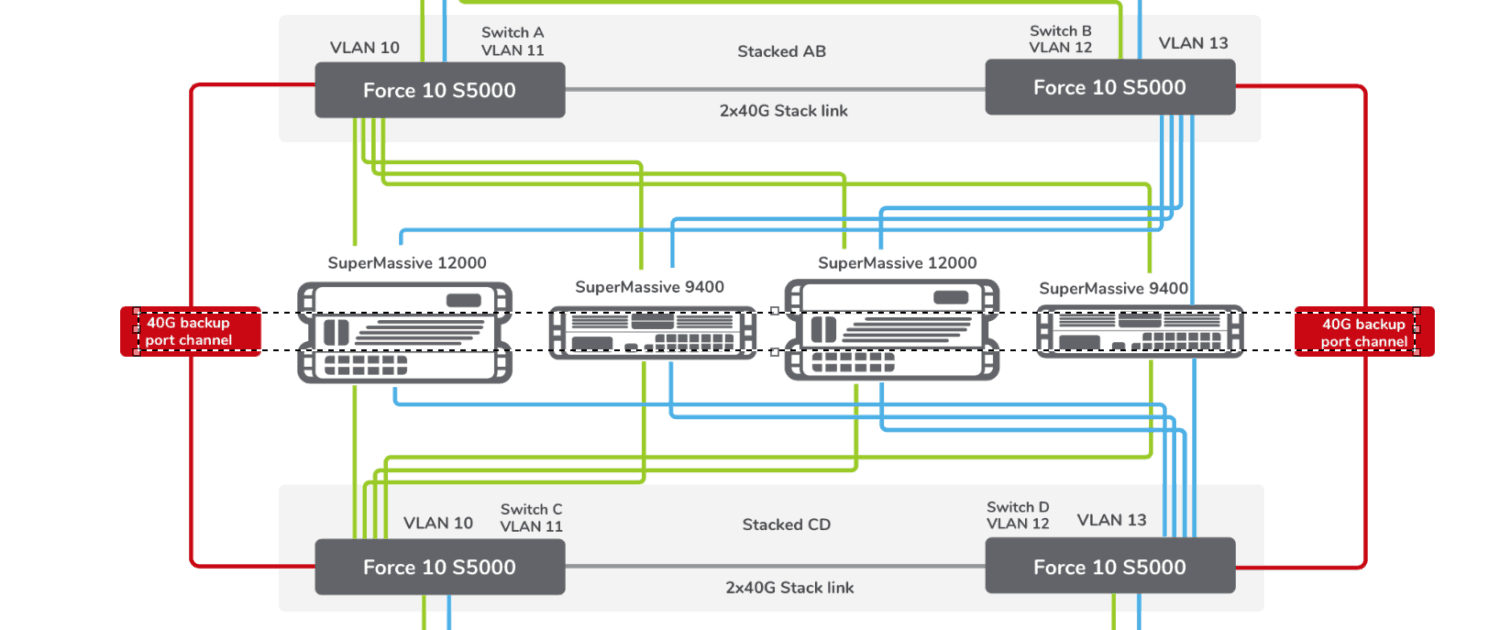 VLAN 10
Switch A
VLAN 11
Stacked AB
Switch B
VLAN 12
VLAN 13
Force 10 S5000
2x40G Stack link
Force 10 S5000
SuperMassive 12000
SuperMassive 9400
SuperMassive 12000
SuperMassive 9400
40G backup
port channel
40G backup
port channel
VLAN 10
Switch C
VLAN 11
Stacked CD
Switch D
VLAN 12
VLAN 13
Force 10 S5000
2x40G Stack link
Force 10 S5000